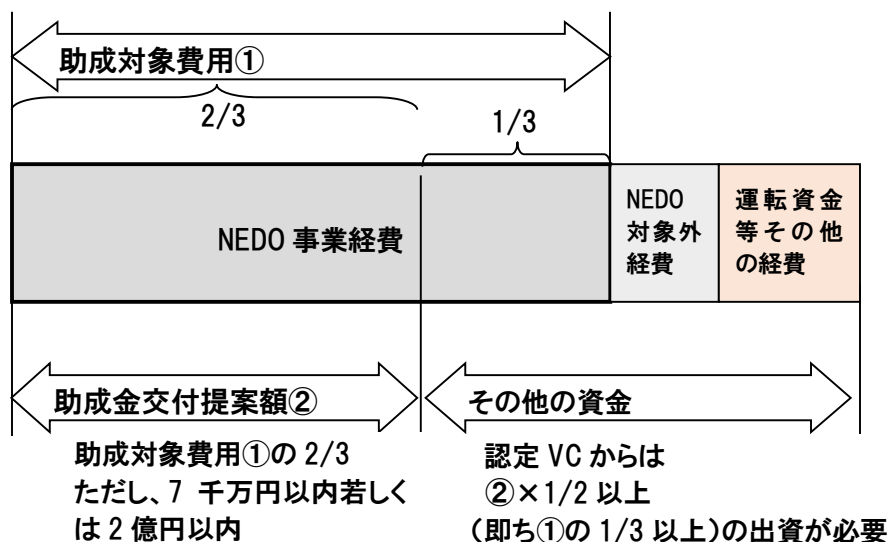 助成対象費用①
2/3
1/3
NEDO 事業経費
NEDO
対象外
経費
運転資金
等その他
の経費
助成金交付提案額②
その他の資金
助成対象費用①の 2/3
ただし、7 千万円以内若しく
は 2 億円以内
認定 VC からは
②×1/2 以上
（即ち①の 1/3 以上）の出資が必要